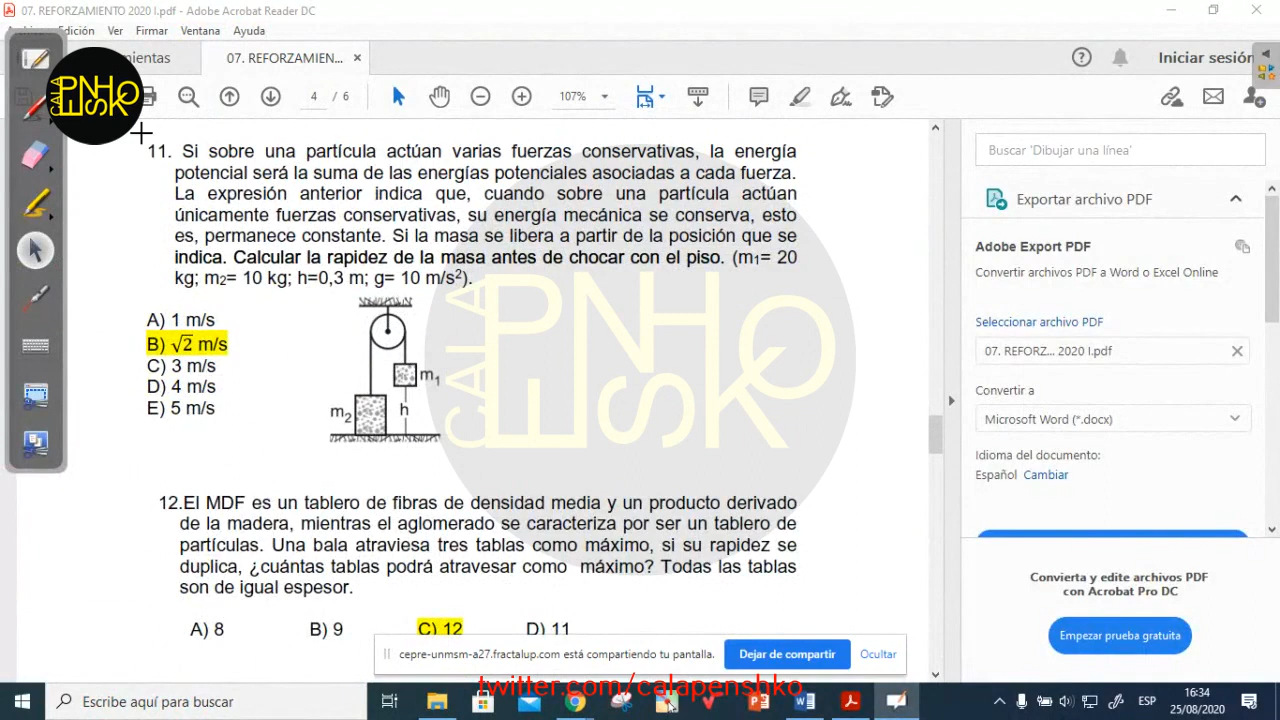 07. REFORZAMIENTO 2020 I.pdf - Adobe Acrobat Reader DC
Edición Ver Firmar Ventana Ayuda
07. REFORZAMIEN... ×
Iniciar sesión
4 / 6
107%
CALA
PNHO
ESK
11. Si sobre una partícula actúan varias fuerzas conservativas, la energía
potencial será la suma de las energías potenciales asociadas a cada fuerza.
La expresión anterior indica que, cuando sobre una partícula actúan
únicamente fuerzas conservativas, su energía mecánica se conserva, esto
es, permanece constante. Si la masa se libera a partir de la posición que se
indica. Calcular la rapidez de la masa antes de chocar con el piso. (m1= 20
kg; m2= 10 kg; h=0,3 m; g= 10 m/s²).
A) 1 m/s
B) √2 m/s
C) 3 m/s
D) 4 m/s
E) 5 m/s
m1
m2
h
CALA
PNHO
ESK
12.El MDF es un tablero de fibras de densidad media y un producto derivado
de la madera, mientras el aglomerado se caracteriza por ser un tablero de
partículas. Una bala atraviesa tres tablas como máximo, si su rapidez se
duplica, ¿cuántas tablas podrá atravesar como máximo? Todas las tablas
son de igual espesor.
A) 8 B) 9 C) 12 D) 11
Buscar 'Dibujar una línea'
Exportar archivo PDF
Adobe Export PDF
Convertir archivos PDF a Word o Excel Online
Seleccionar archivo PDF
07. REFORZ... 2020 I.pdf
Convertir a
Microsoft Word (*.docx)
Idioma del documento:
Español Cambiar
Convierta y edite archivos PDF
con Acrobat Pro DC
Empezar prueba gratuita
cepre-unmsm-a27.fractalup.com está compartiendo tu pantalla.
Dejar de compartir
Ocultar
twitter.com/calapenshko
Escribe aquí para buscar
ESP
16:34
25/08/2020